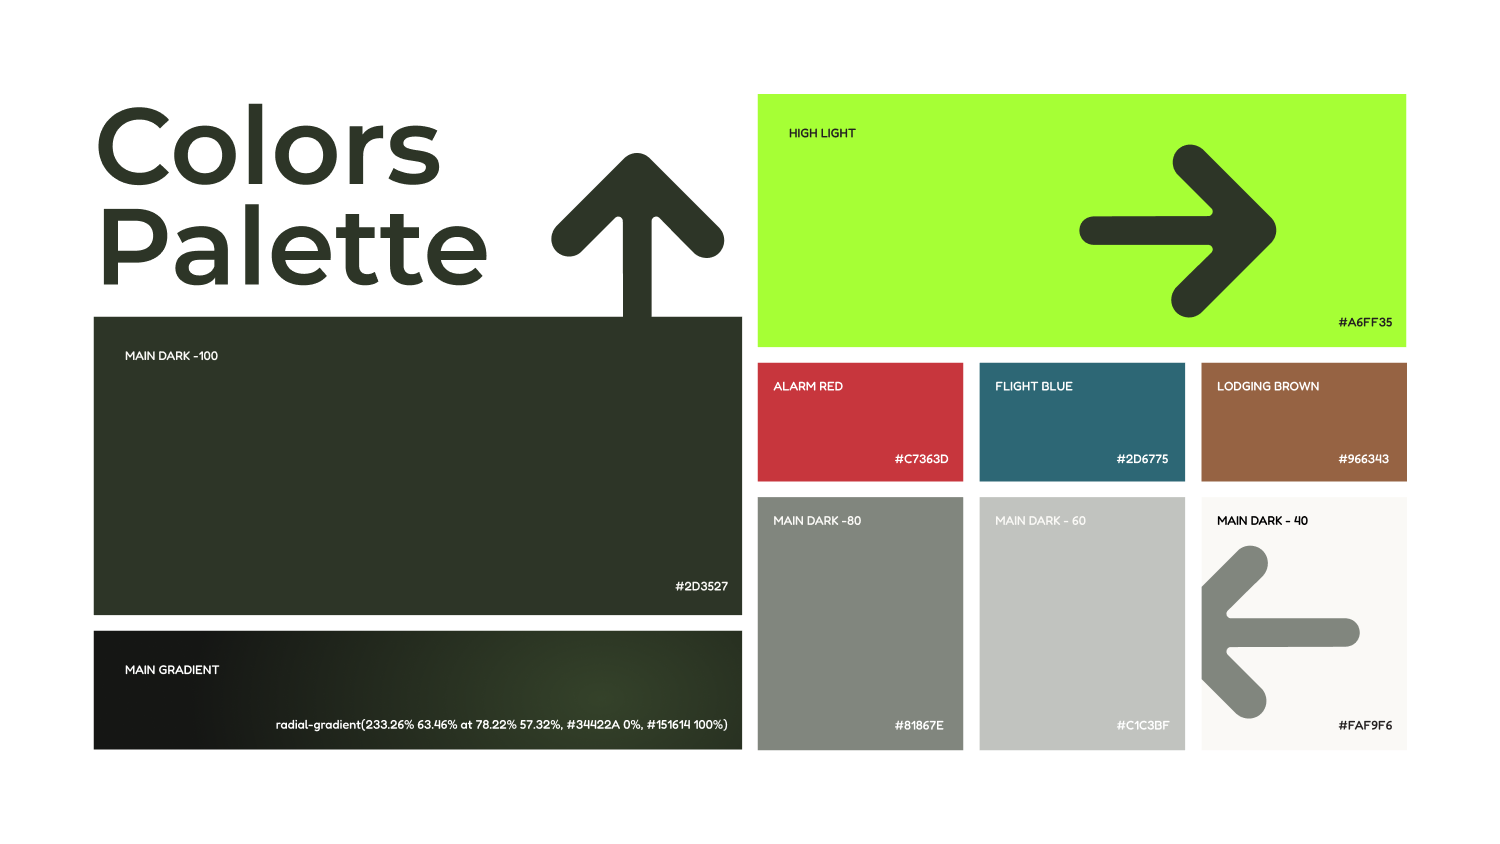 Colors
Palette
MAIN DARK -100
#2D3527
MAIN GRADIENT
radial-gradient(233.26% 63.46% at 78.22% 57.32%, #34422A 0%, #151614 100%)
HIGH LIGHT
#A6FF35
ALARM RED
#C7363D
FLIGHT BLUE
#2D6775
LODGING BROWN
#966343
MAIN DARK -80
#81867E
MAIN DARK - 60
#C1C3BF
MAIN DARK - 40
#FAF9F6